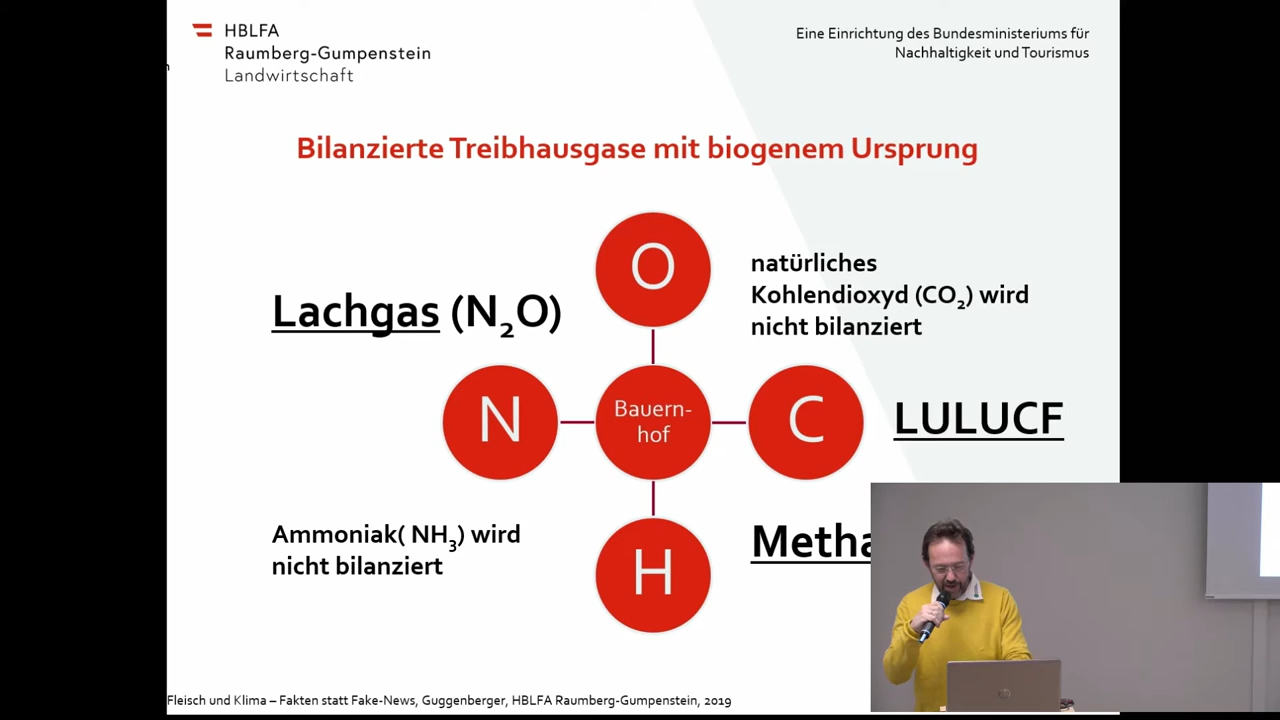 HBLFA
Raumberg-Gumpenstein
Landwirtschaft
Eine Einrichtung des Bundesministeriums für
Nachhaltigkeit und Tourismus
Bilanzierte Treibhausgase mit biogenem Ursprung
O
natürliches
Kohlendioxyd (CO₂) wird
nicht bilanziert
Lachgas (N₂O)
N
Bauern-
hof
C
LULUCF
Ammoniak( NH₃) wird
nicht bilanziert
H
Fleisch und Klima – Fakten statt Fake-News, Guggenberger, HBLFA Raumberg-Gumpenstein, 2019